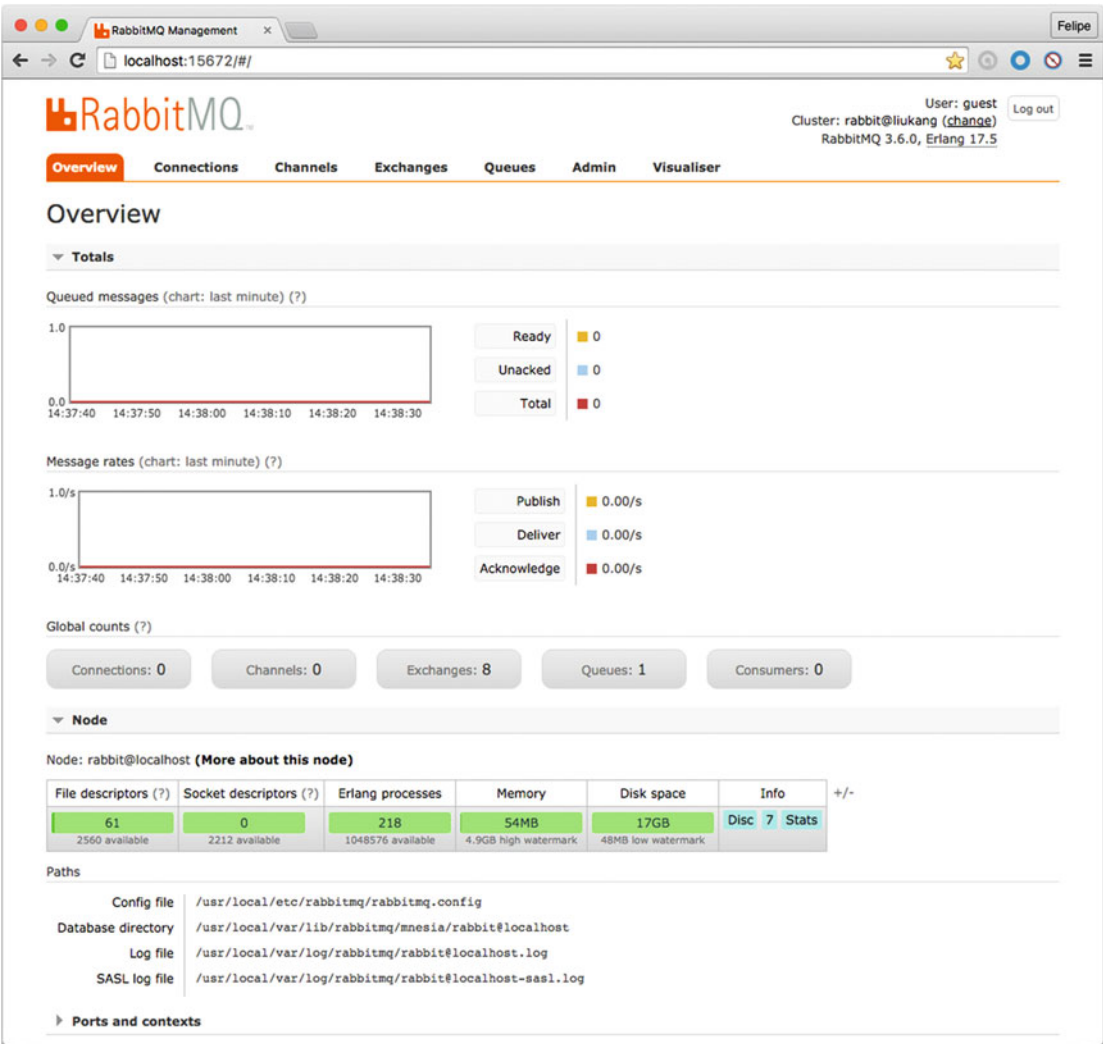 RabbitMQ Management
Felipe
localhost:15672/#/
RabbitMQ™
User: guest
Log out
Cluster: rabbit@liukang (change)
RabbitMQ 3.6.0, Erlang 17.5
Overview Connections Channels Exchanges Queues Admin Visualiser
Overview
Totals
Queued messages (chart: last minute) (?)
1.0
0.0
14:37:40 14:37:50 14:38:00 14:38:10 14:38:20 14:38:30
Ready 0
Unacked 0
Total 0
Message rates (chart: last minute) (?)
1.0/s
0.0/s
14:37:40 14:37:50 14:38:00 14:38:10 14:38:20 14:38:30
Publish 0.00/s
Deliver 0.00/s
Acknowledge 0.00/s
Global counts (?)
Connections: 0 Channels: 0 Exchanges: 8 Queues: 1 Consumers: 0
Node
Node: rabbit@localhost (More about this node)
File descriptors (?) Socket descriptors (?) Erlang processes Memory Disk space Info +/-
61 0 218 54MB 17GB Disc 7 Stats
2560 available 2212 available 1048576 available 4.9GB high watermark 48MB low watermark
Paths
Config file /usr/local/etc/rabbitmq/rabbitmq.config
Database directory /usr/local/var/lib/rabbitmq/mnesia/rabbit@localhost
Log file /usr/local/var/log/rabbitmq/rabbit@localhost.log
SASL log file /usr/local/var/log/rabbitmq/rabbit@localhost-sasl.log
Ports and contexts